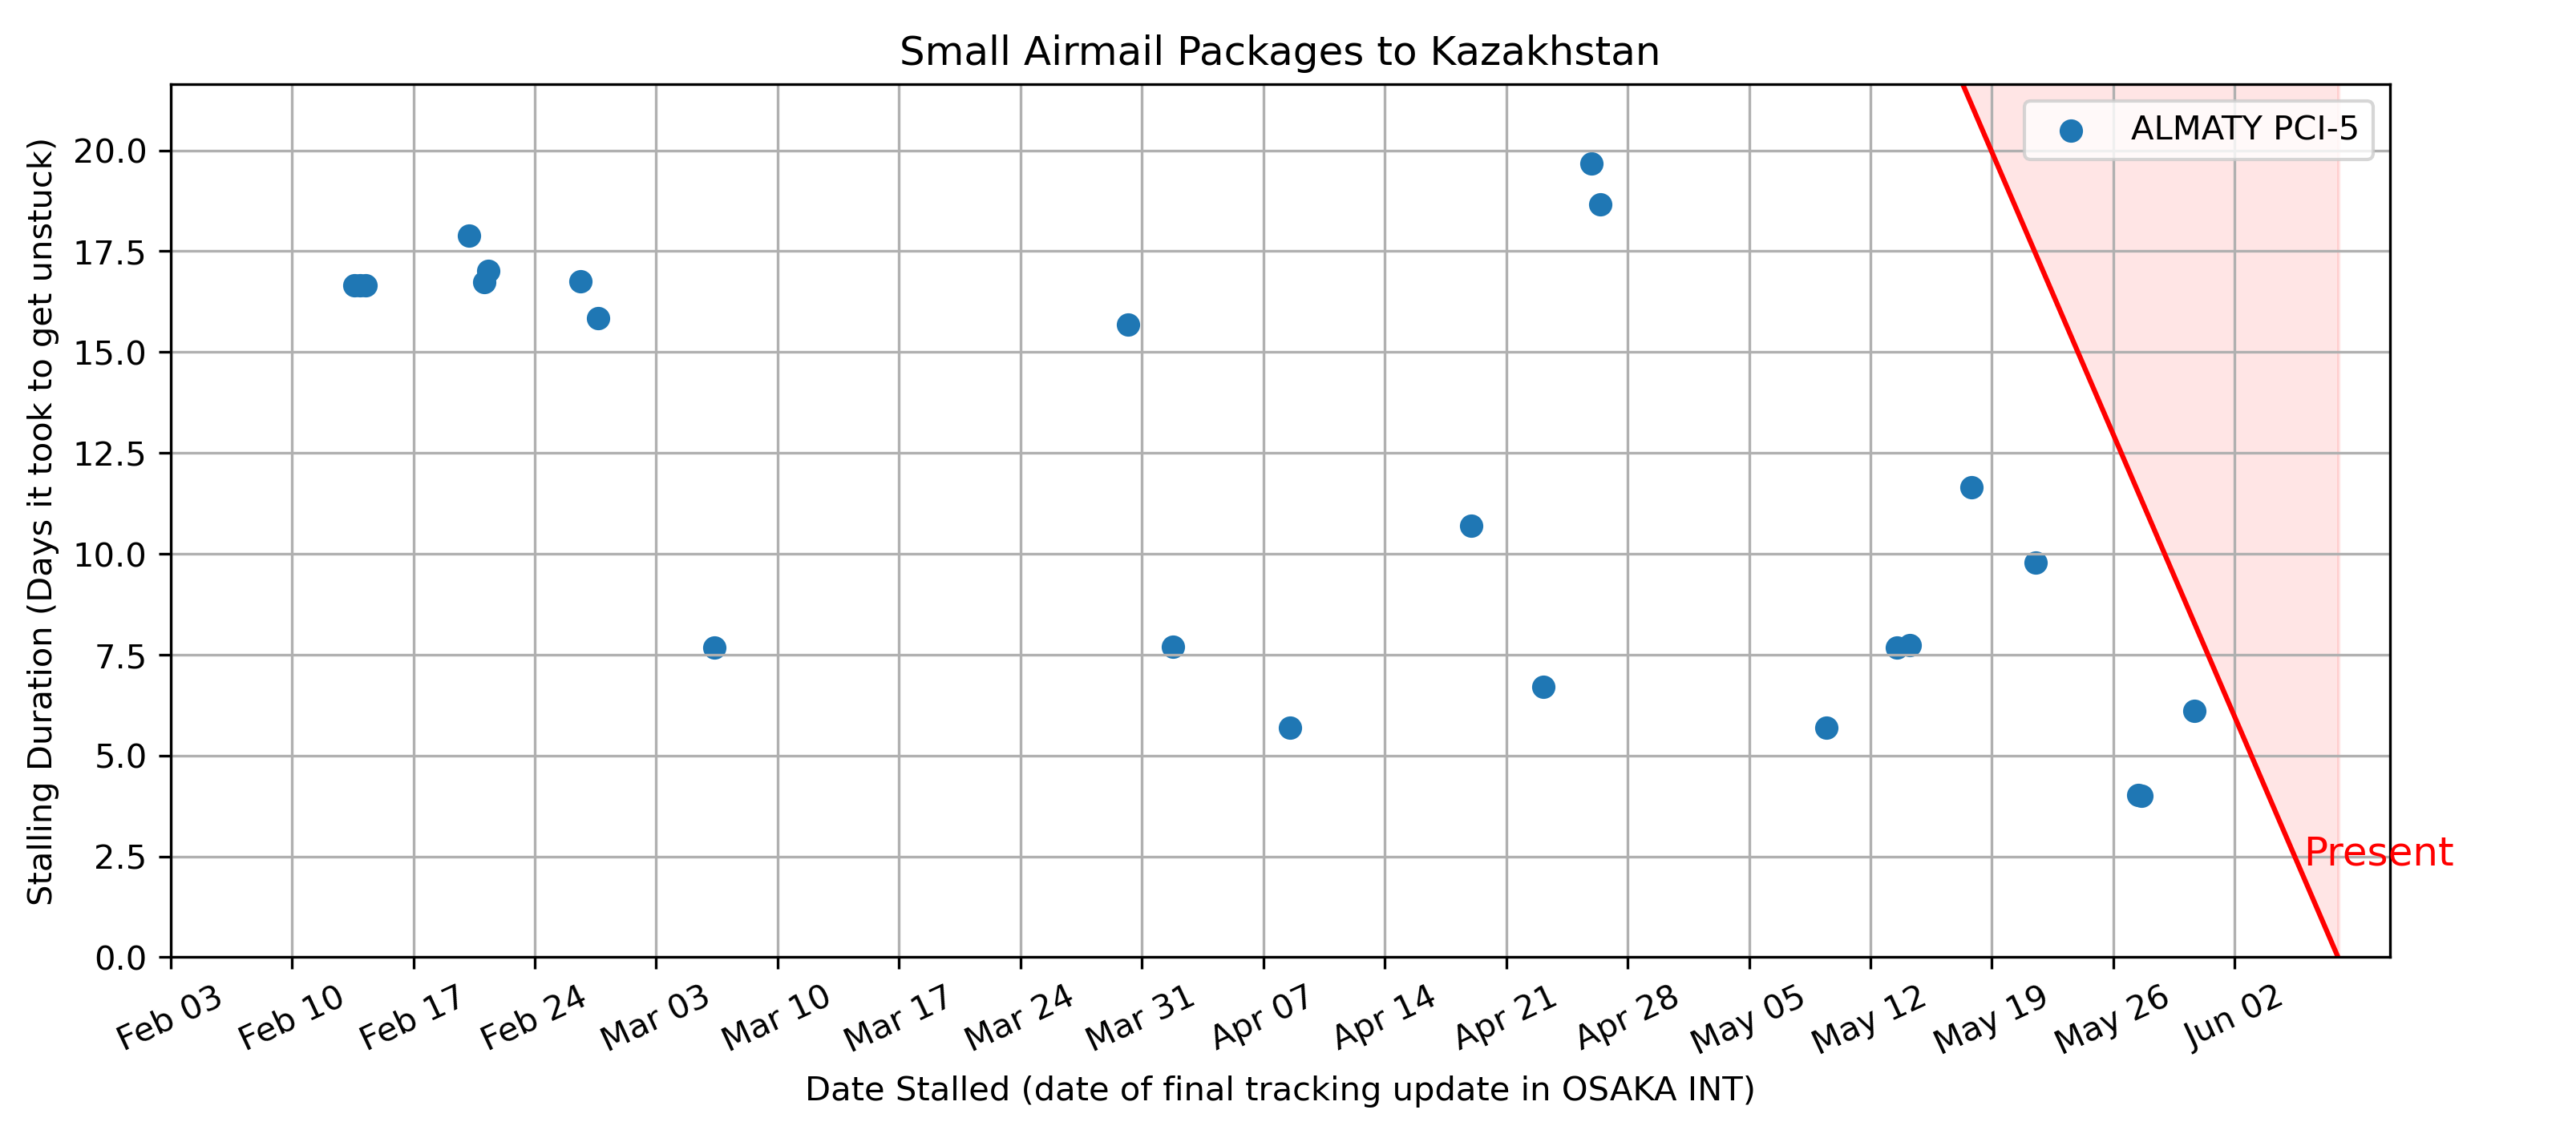 Small Airmail Packages to Kazakhstan
ALMATY PCI-5
Stalling Duration (Days it took to get unstuck)
20.0
17.5
15.0
12.5
10.0
7.5
5.0
2.5
0.0
Present
Feb 03
Feb 10
Feb 17
Feb 24
Mar 03
Mar 10
Mar 17
Mar 24
Mar 31
Apr 07
Apr 14
Apr 21
Apr 28
May 05
May 12
May 19
May 26
Jun 02
Date Stalled (date of final tracking update in OSAKA INT)